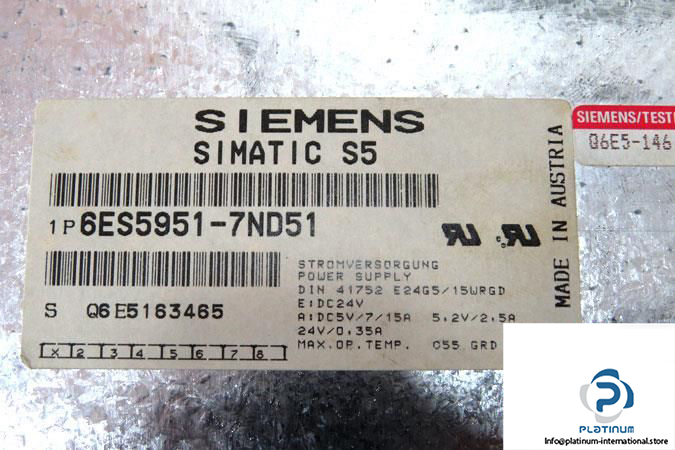 SIEMENS
SIMATIC S5
1P 6ES5951-7ND51
S Q6E5163465
X 2 3 4 5 6 7 8
STROMVERSORGUNG
POWER SUPPLY
DIN 41752 E24G5/15WRGD
E:DC24V
A:DC5V/7/15A 5.2V/2.5A
24V/0.35A
MAX.OP.TEMP. 055 GRD
MADE IN AUSTRIA
SIEMENS/TEST
Q6E5-146
PLATINUM
info@platinum-international.store